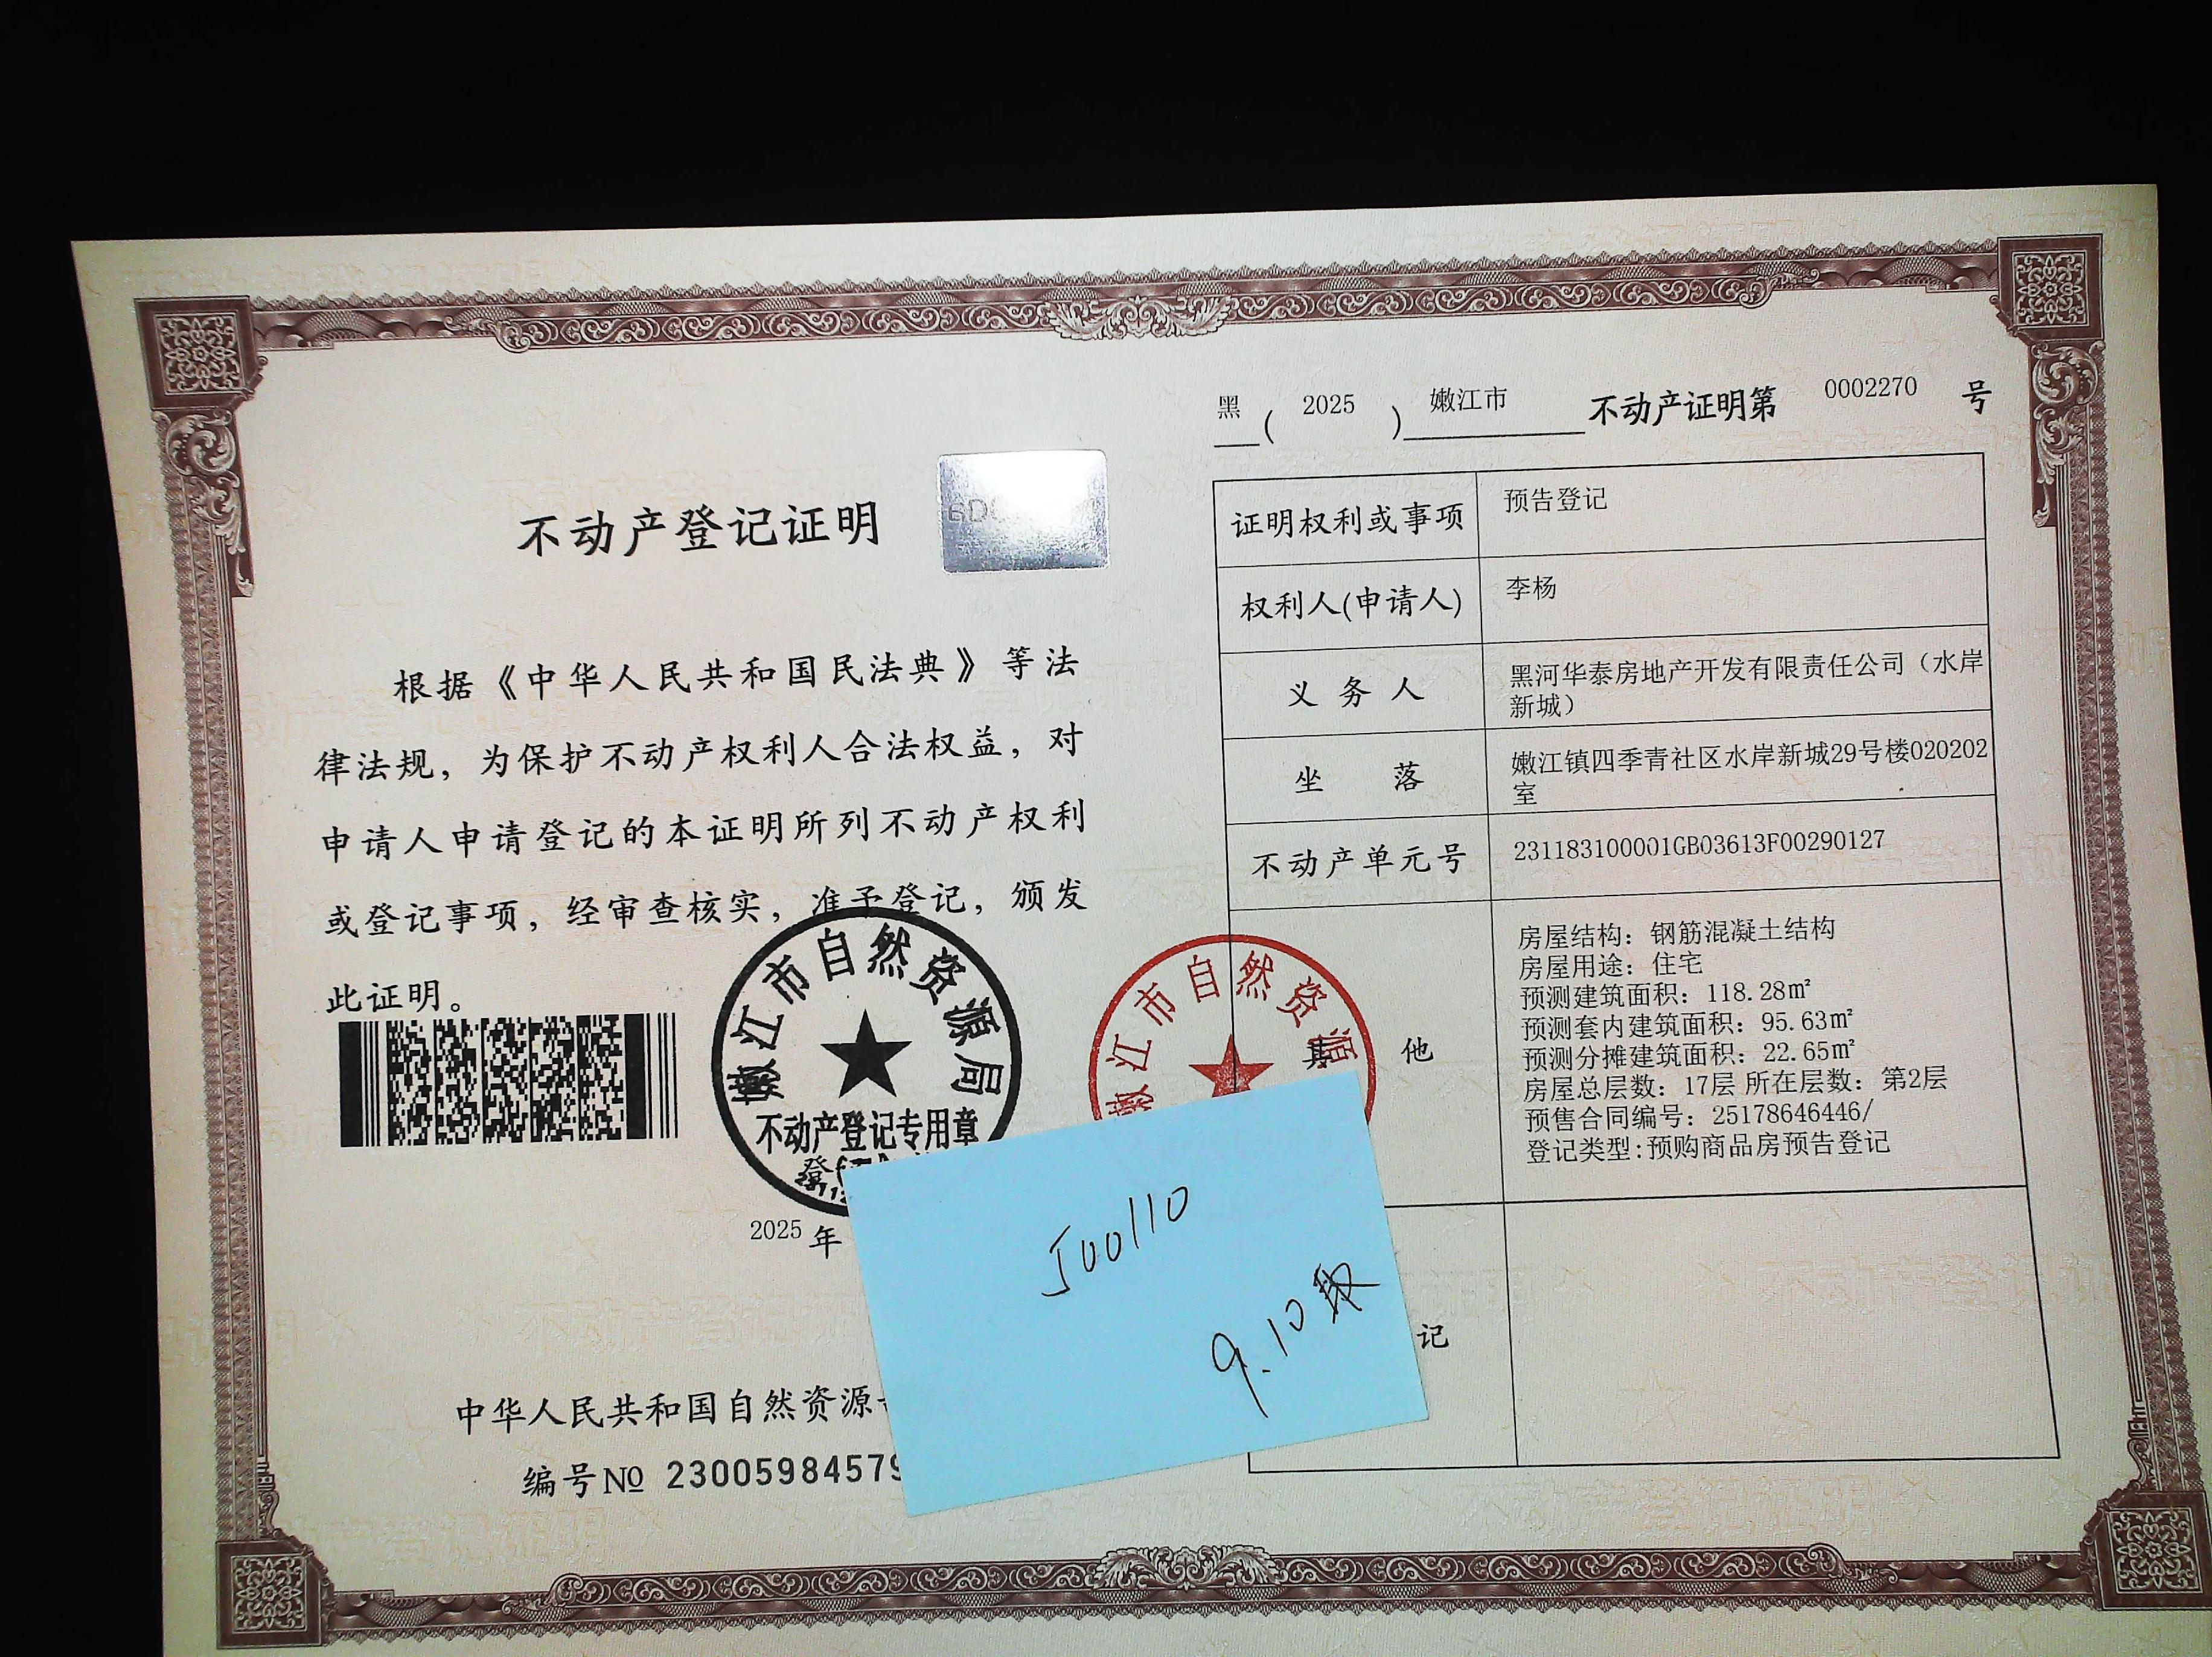 不动产登记证明
根据《中华人民共和国民法典》等法
律法规，为保护不动产权利人合法权益，对
申请人申请登记的本证明所列不动产权利
或登记事项，经审查核实，准予登记，颁发
此证明。
嫩江市自然资源局
不动产登记专用章
2025 年
中华人民共和国自然资源
编号№ 2300598457
黑 ( 2025 ) 嫩江市 不动产证明第 0002270 号
证明权利或事项 预告登记
权利人(申请人) 李杨
义务人 黑河华泰房地产开发有限责任公司（水岸
新城）
坐落 嫩江镇四季青社区水岸新城29号楼020202
室
不动产单元号 231183100001GB03613F00290127
其他
房屋结构：钢筋混凝土结构
房屋用途：住宅
预测建筑面积：118.28㎡
预测套内建筑面积：95.63㎡
预测分摊建筑面积：22.65㎡
房屋总层数：17层 所在层数：第2层
预售合同编号：25178646446/
登记类型:预购商品房预告登记
记
嫩江市自然资源
J00110
9.10取